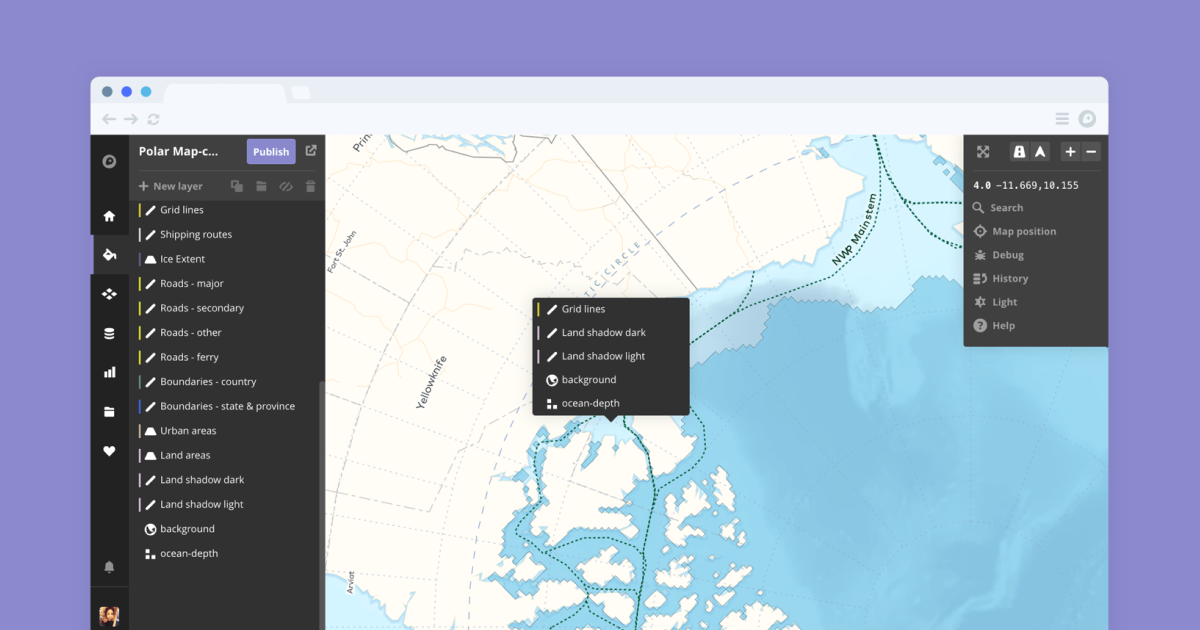 Polar Map-c...
Publish
New layer
Grid lines
Shipping routes
Ice Extent
Roads - major
Roads - secondary
Roads - other
Roads - ferry
Boundaries - country
Boundaries - state & province
Urban areas
Land areas
Land shadow dark
Land shadow light
background
ocean-depth
Prin
Fort St. John
TIC CIRCLE
Yellowknife
Arviat
NWP Mainstem
Grid lines
Land shadow dark
Land shadow light
background
ocean-depth
4.0 -11.669,10.155
Search
Map position
Debug
History
Light
Help